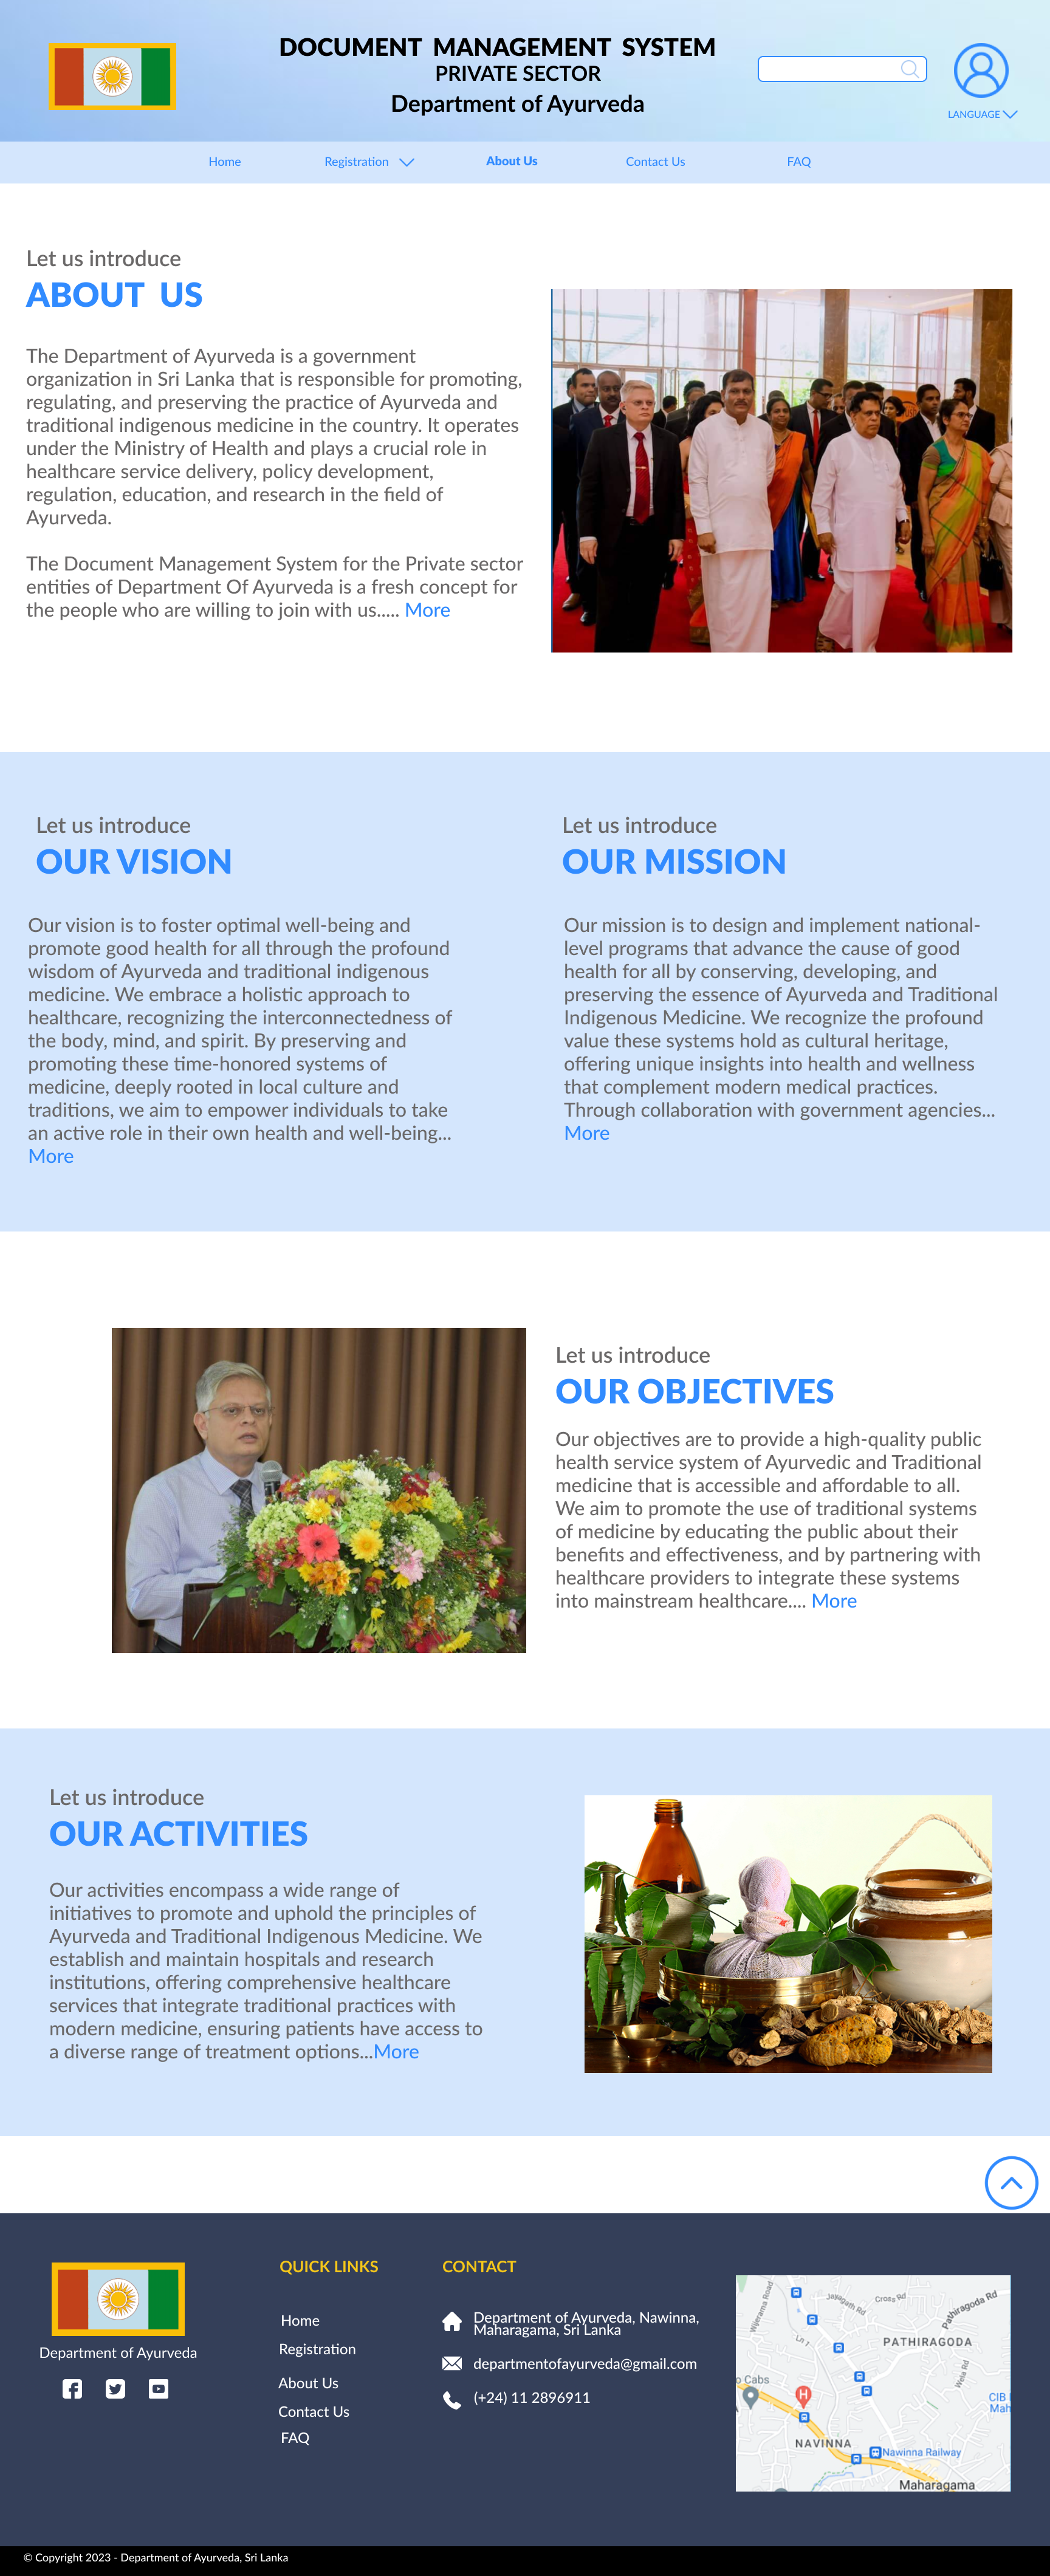 DOCUMENT MANAGEMENT SYSTEM
PRIVATE SECTOR
Department of Ayurveda
LANGUAGE
Home
Registration
About Us
Contact Us
FAQ
Let us introduce
ABOUT US
The Department of Ayurveda is a government
organization in Sri Lanka that is responsible for promoting,
regulating, and preserving the practice of Ayurveda and
traditional indigenous medicine in the country. It operates
under the Ministry of Health and plays a crucial role in
healthcare service delivery, policy development,
regulation, education, and research in the field of
Ayurveda.
The Document Management System for the Private sector
entities of Department Of Ayurveda is a fresh concept for
the people who are willing to join with us..... More
Let us introduce
OUR VISION
Our vision is to foster optimal well-being and
promote good health for all through the profound
wisdom of Ayurveda and traditional indigenous
medicine. We embrace a holistic approach to
healthcare, recognizing the interconnectedness of
the body, mind, and spirit. By preserving and
promoting these time-honored systems of
medicine, deeply rooted in local culture and
traditions, we aim to empower individuals to take
an active role in their own health and well-being...
More
Let us introduce
OUR MISSION
Our mission is to design and implement national-
level programs that advance the cause of good
health for all by conserving, developing, and
preserving the essence of Ayurveda and Traditional
Indigenous Medicine. We recognize the profound
value these systems hold as cultural heritage,
offering unique insights into health and wellness
that complement modern medical practices.
Through collaboration with government agencies...
More
Let us introduce
OUR OBJECTIVES
Our objectives are to provide a high-quality public
health service system of Ayurvedic and Traditional
medicine that is accessible and affordable to all.
We aim to promote the use of traditional systems
of medicine by educating the public about their
benefits and effectiveness, and by partnering with
healthcare providers to integrate these systems
into mainstream healthcare.... More
Let us introduce
OUR ACTIVITIES
Our activities encompass a wide range of
initiatives to promote and uphold the principles of
Ayurveda and Traditional Indigenous Medicine. We
establish and maintain hospitals and research
institutions, offering comprehensive healthcare
services that integrate traditional practices with
modern medicine, ensuring patients have access to
a diverse range of treatment options...More
Department of Ayurveda
QUICK LINKS
Home
Registration
About Us
Contact Us
FAQ
CONTACT
Department of Ayurveda, Nawinna,
Maharagama, Sri Lanka
departmentofayurveda@gmail.com
(+24) 11 2896911
Wijerama Road
Jayagath Rd
Cross Rd
Pathiragoda Rd
Ln 1
PATHIRAGODA
Wela Rd
o Cabs
H
CIB
Mah
NAVINNA
Nawinna Railway
Maharagama
© Copyright 2023 - Department of Ayurveda, Sri Lanka